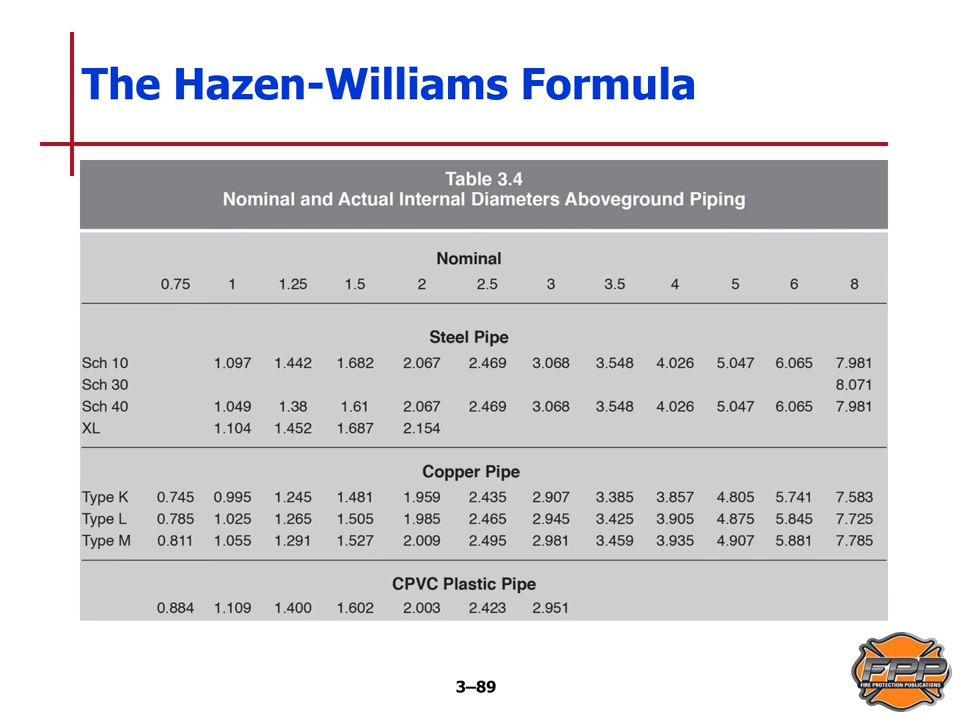 The Hazen-Williams Formula
Table 3.4
Nominal and Actual Internal Diameters Aboveground Piping
Nominal
0.75 1 1.25 1.5 2 2.5 3 3.5 4 5 6 8
Steel Pipe
Sch 10 1.097 1.442 1.682 2.067 2.469 3.068 3.548 4.026 5.047 6.065 7.981
Sch 30 8.071
Sch 40 1.049 1.38 1.61 2.067 2.469 3.068 3.548 4.026 5.047 6.065 7.981
XL 1.104 1.452 1.687 2.154
Copper Pipe
Type K 0.745 0.995 1.245 1.481 1.959 2.435 2.907 3.385 3.857 4.805 5.741 7.583
Type L 0.785 1.025 1.265 1.505 1.985 2.465 2.945 3.425 3.905 4.875 5.845 7.725
Type M 0.811 1.055 1.291 1.527 2.009 2.495 2.981 3.459 3.935 4.907 5.881 7.785
CPVC Plastic Pipe
0.884 1.109 1.400 1.602 2.003 2.423 2.951
FPP
FIRE PROTECTION PUBLICATIONS
3–89